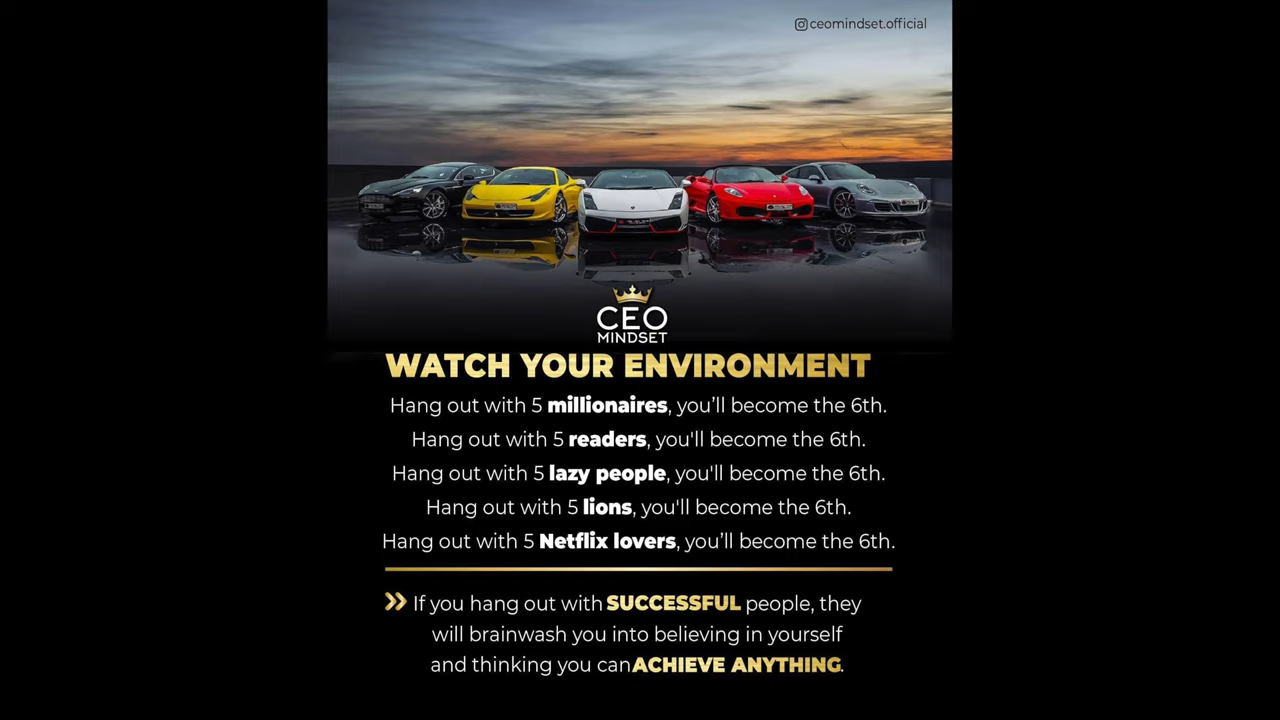 ceomindset.official
CEO
MINDSET
WATCH YOUR ENVIRONMENT
Hang out with 5 millionaires, you’ll become the 6th.
Hang out with 5 readers, you'll become the 6th.
Hang out with 5 lazy people, you'll become the 6th.
Hang out with 5 lions, you'll become the 6th.
Hang out with 5 Netflix lovers, you’ll become the 6th.
If you hang out with SUCCESSFUL people, they
will brainwash you into believing in yourself
and thinking you can ACHIEVE ANYTHING.